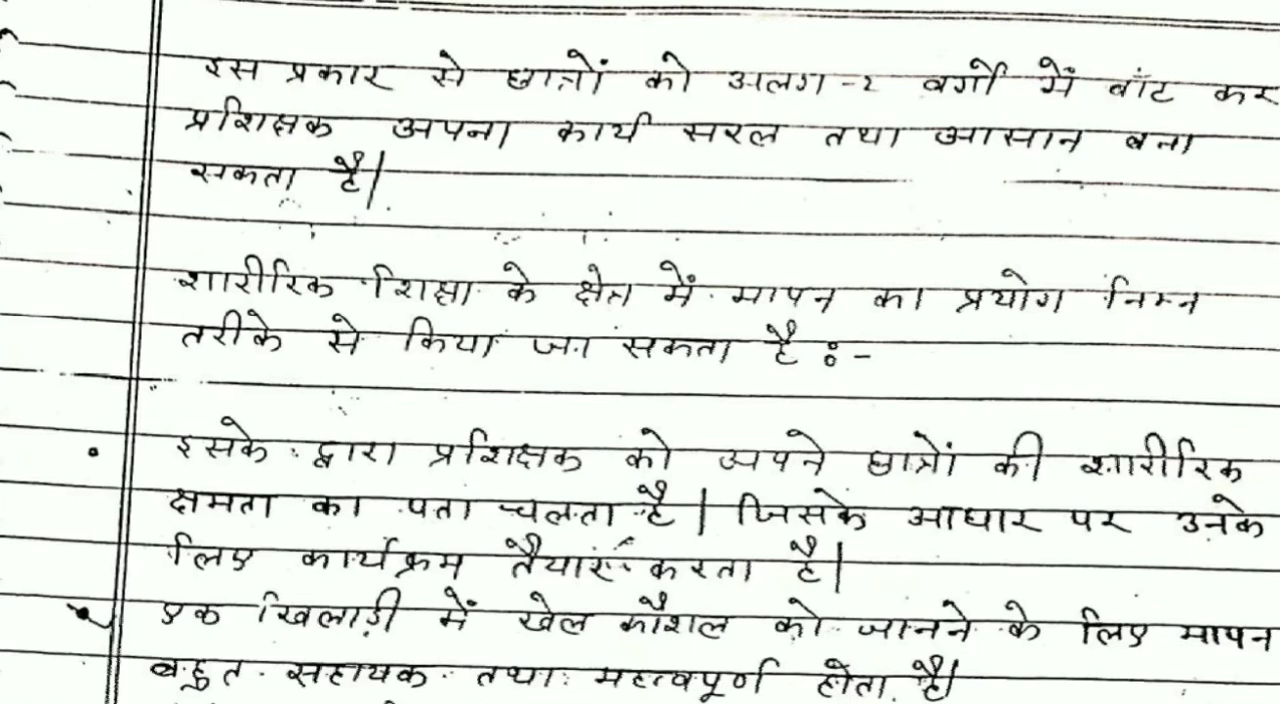 इस प्रकार से छात्रों को अलग-२ वर्गों में बांट कर
प्रशिक्षक अपना कार्य सरल तथा आसान बना
सकता है|
शारीरिक शिक्षा के क्षेत्र में मापन का प्रयोग निम्न
तरीके से किया जा सकता है :-
• इसके द्वारा प्रशिक्षक को अपने छात्रों की शारीरिक
क्षमता का पता चलता है | जिसके आधार पर उनके
लिए कार्यक्रम तैयार करता है|
एक खिलाड़ी में खेल कौशल को जानने के लिए मापन
बहुत सहायक तथा महत्वपूर्ण होता है|